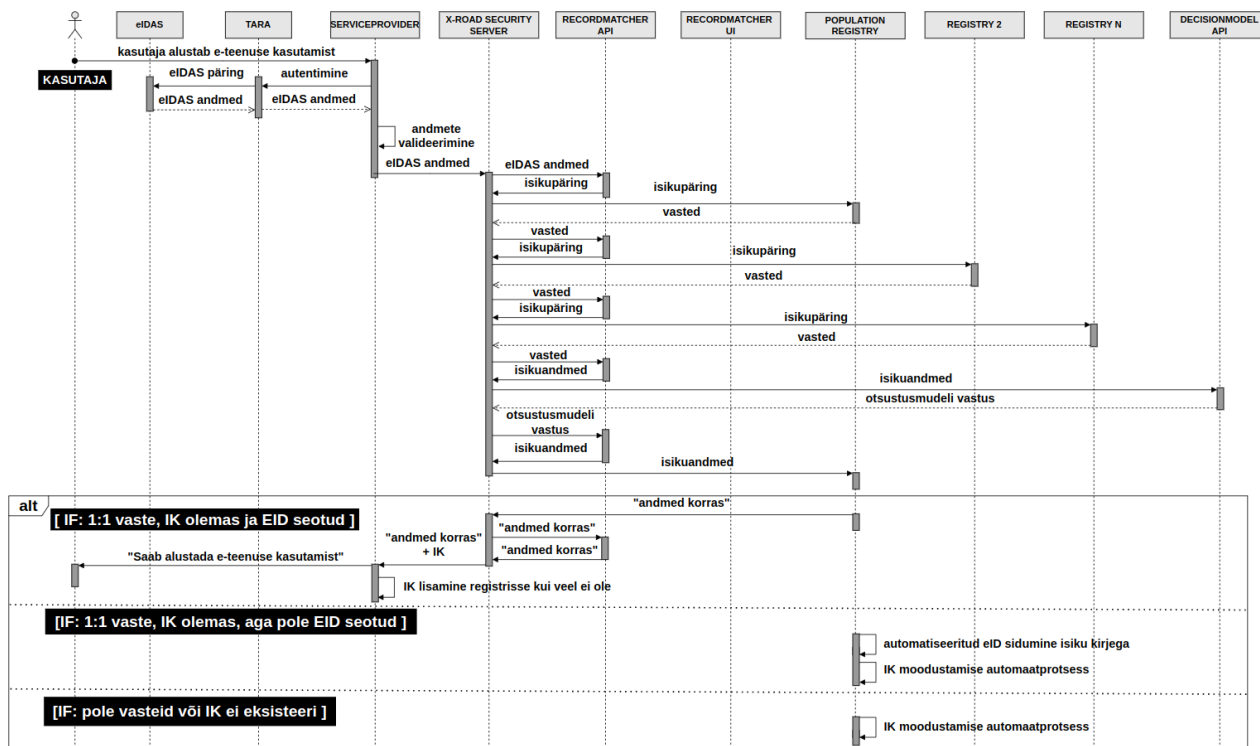 eIDAS
TARA
SERVICEPROVIDER
X-ROAD SECURITY
SERVER
RECORDMATCHER
API
RECORDMATCHER
UI
POPULATION
REGISTRY
REGISTRY 2
REGISTRY N
DECISIONMODEL
API
kasutaja alustab e-teenuse kasutamist
KASUTAJA
eIDAS päring
autentimine
eIDAS andmed
eIDAS andmed
andmete
valideerimine
eIDAS andmed
eIDAS andmed
isikupäring
isikupäring
vasted
vasted
isikupäring
isikupäring
vasted
vasted
isikupäring
isikupäring
vasted
vasted
isikuandmed
isikuandmed
otsustusmudeli vastus
otsustusmudeli
vastus
isikuandmed
isikuandmed
alt
"andmed korras"
[ IF: 1:1 vaste, IK olemas ja EID seotud ]
"andmed korras"
"andmed korras"
+ IK
"andmed korras"
"Saab alustada e-teenuse kasutamist"
IK lisamine registrisse kui veel ei ole
[IF: 1:1 vaste, IK olemas, aga pole EID seotud ]
automatiseeritud eID sidumine isiku kirjega
IK moodustamise automaatprotsess
[IF: pole vasteid või IK ei eksisteeri ]
IK moodustamise automaatprotsess